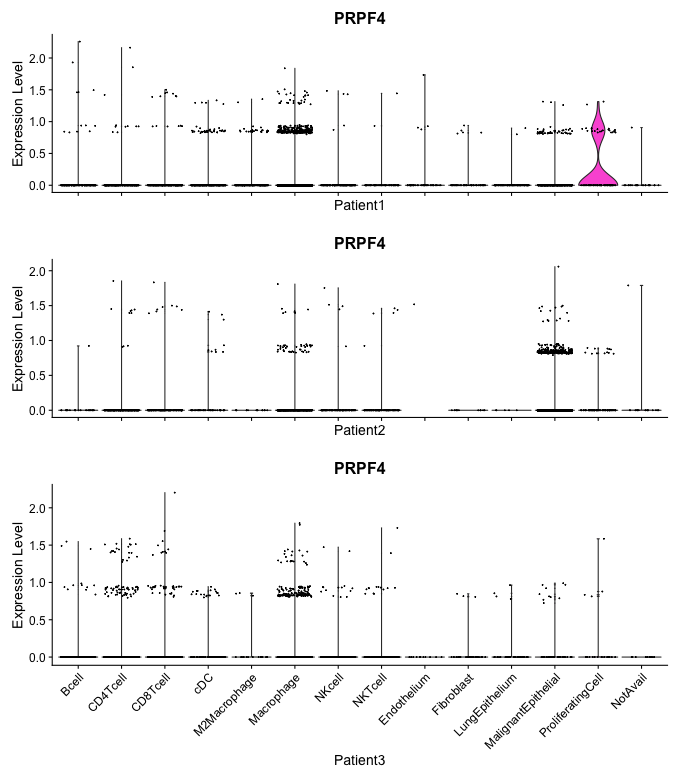 PRPF4
Expression Level
2.0
1.5
1.0
0.5
0.0
Patient1
PRPF4
Expression Level
2.0
1.5
1.0
0.5
0.0
Patient2
PRPF4
Expression Level
2.0
1.5
1.0
0.5
0.0
Bcell
CD4Tcell
CD8Tcell
cDC
M2Macrophage
Macrophage
NKcell
NKTcell
Endothelium
Fibroblast
LungEpithelium
MalignantEpithelial
ProliferatingCell
NotAvail
Patient3